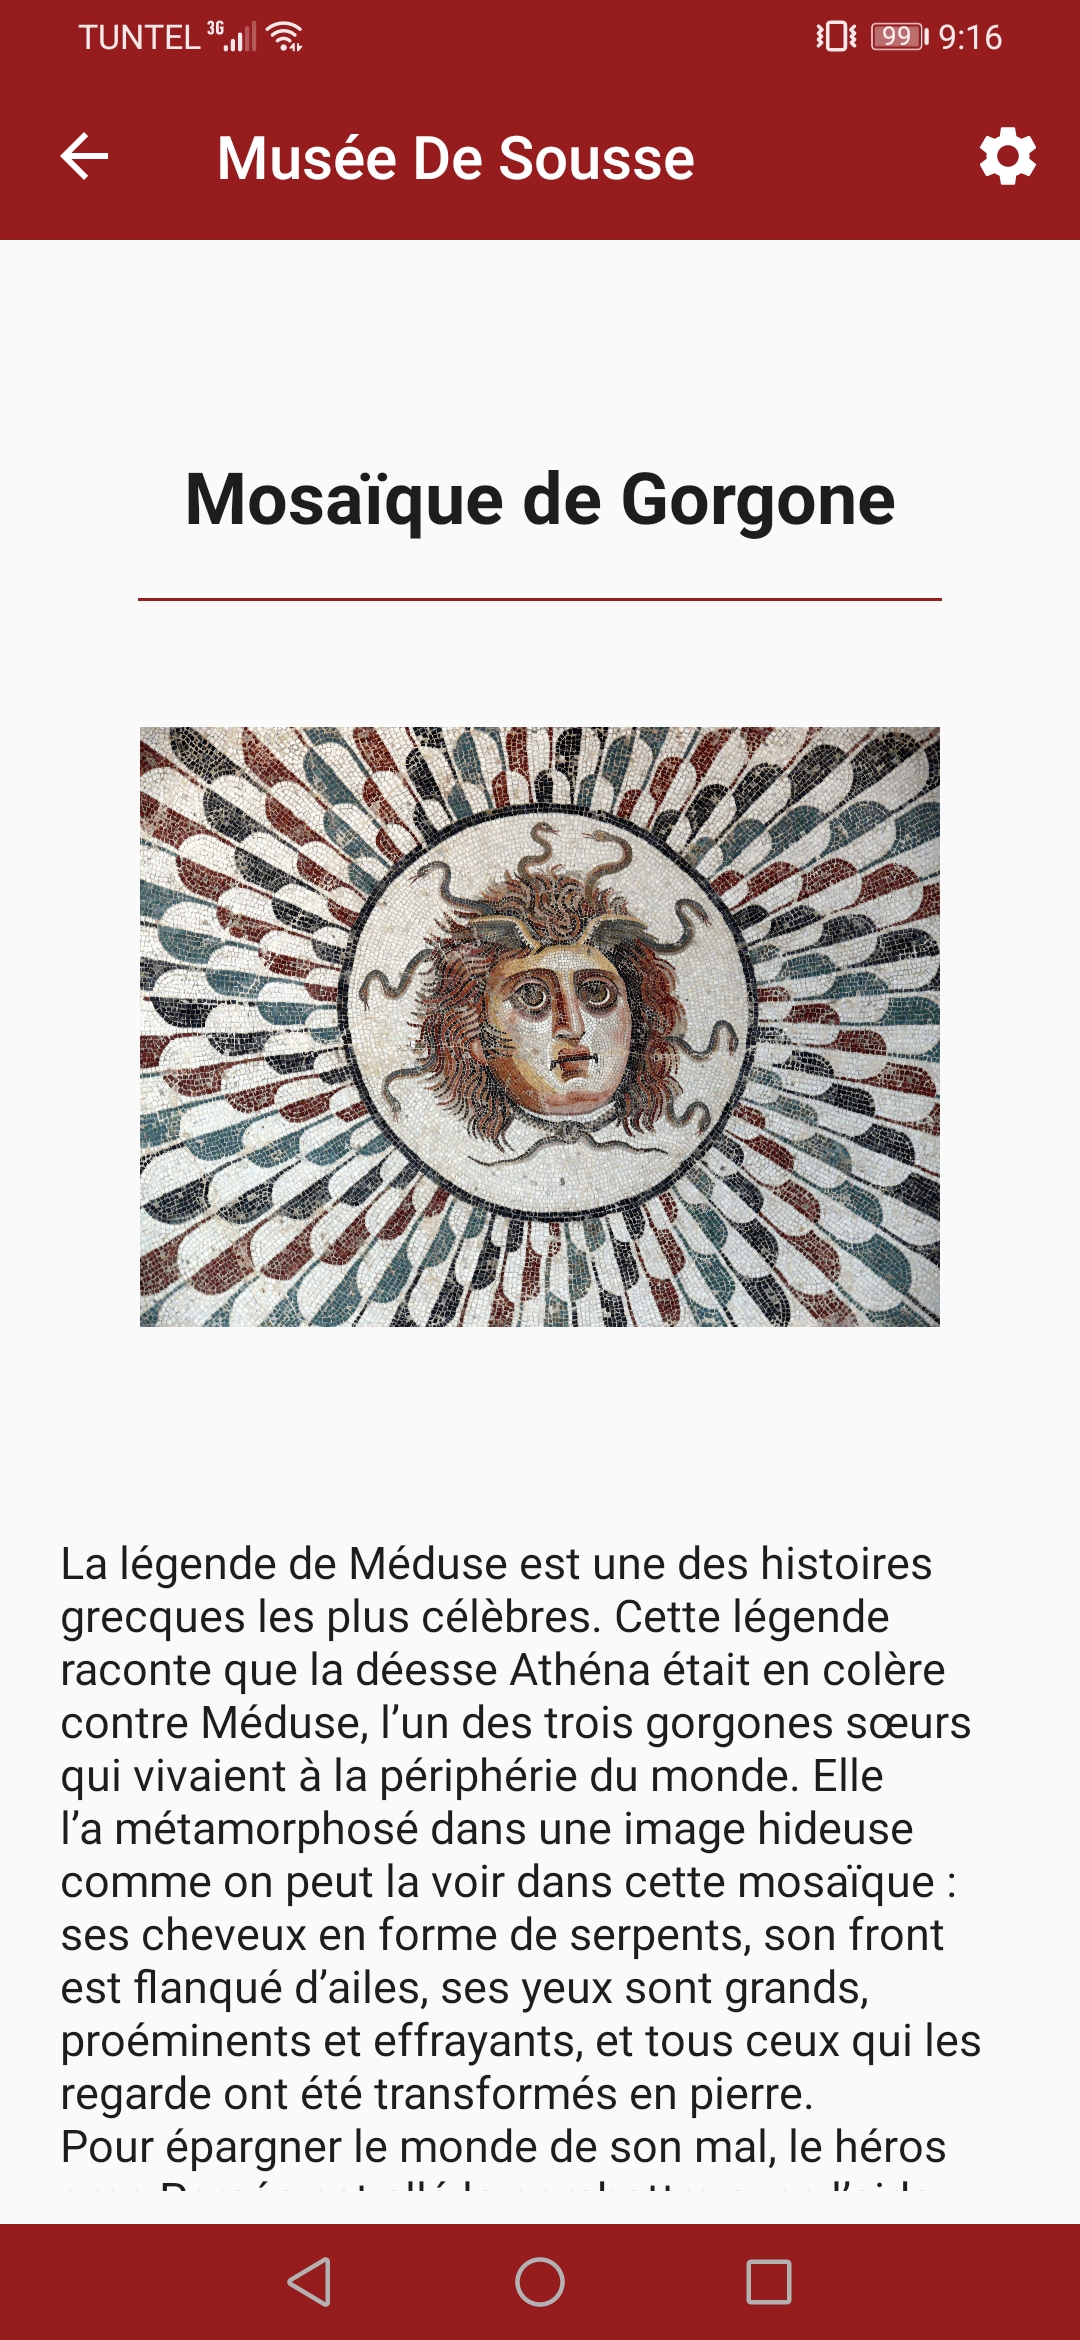 TUNTEL 3G 99 9:16
Musée De Sousse
Mosaïque de Gorgone
La légende de Méduse est une des histoires
grecques les plus célèbres. Cette légende
raconte que la déesse Athéna était en colère
contre Méduse, l’un des trois gorgones sœurs
qui vivaient à la périphérie du monde. Elle
l’a métamorphosé dans une image hideuse
comme on peut la voir dans cette mosaïque :
ses cheveux en forme de serpents, son front
est flanqué d’ailes, ses yeux sont grands,
proéminents et effrayants, et tous ceux qui les
regarde ont été transformés en pierre.
Pour épargner le monde de son mal, le héros